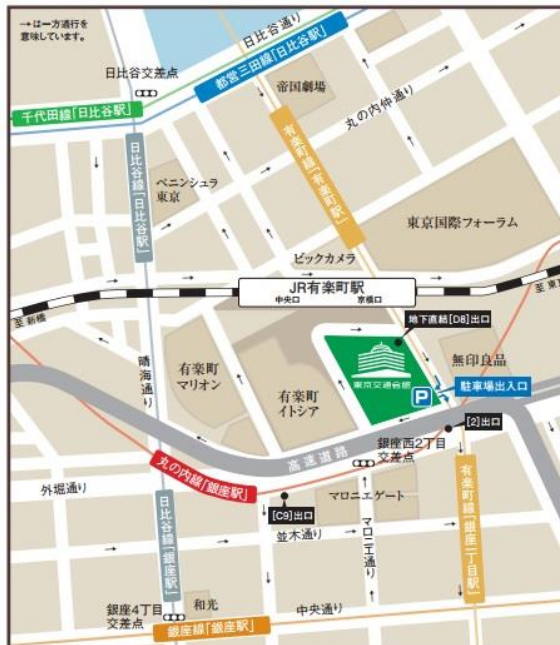 →は一方通行を
意味しています。
日比谷通り
日比谷交差点
都営三田線「日比谷駅」
千代田線「日比谷駅」
帝国劇場
丸の内仲通り
日比谷線「日比谷駅」
ペニンシュラ
東京
有楽町線「有楽町駅」
東京国際フォーラム
ビックカメラ
JR有楽町駅
中央口
京橋口
至 新橋
至 東
地下直結[D8]出口
晴海通り
有楽町
マリオン
有楽町
イトシア
東京交通会館
無印良品
P
駐車場出入口
[2]出口
高速道路
銀座西2丁目
交差点
丸の内線「銀座駅」
外堀通り
[C9]出口
マロニエゲート
並木通り
マロニエ通り
有楽町線「銀座一丁目駅」
日比谷線「銀座駅」
銀座4丁目
交差点
和光
中央通り
銀座線「銀座駅」